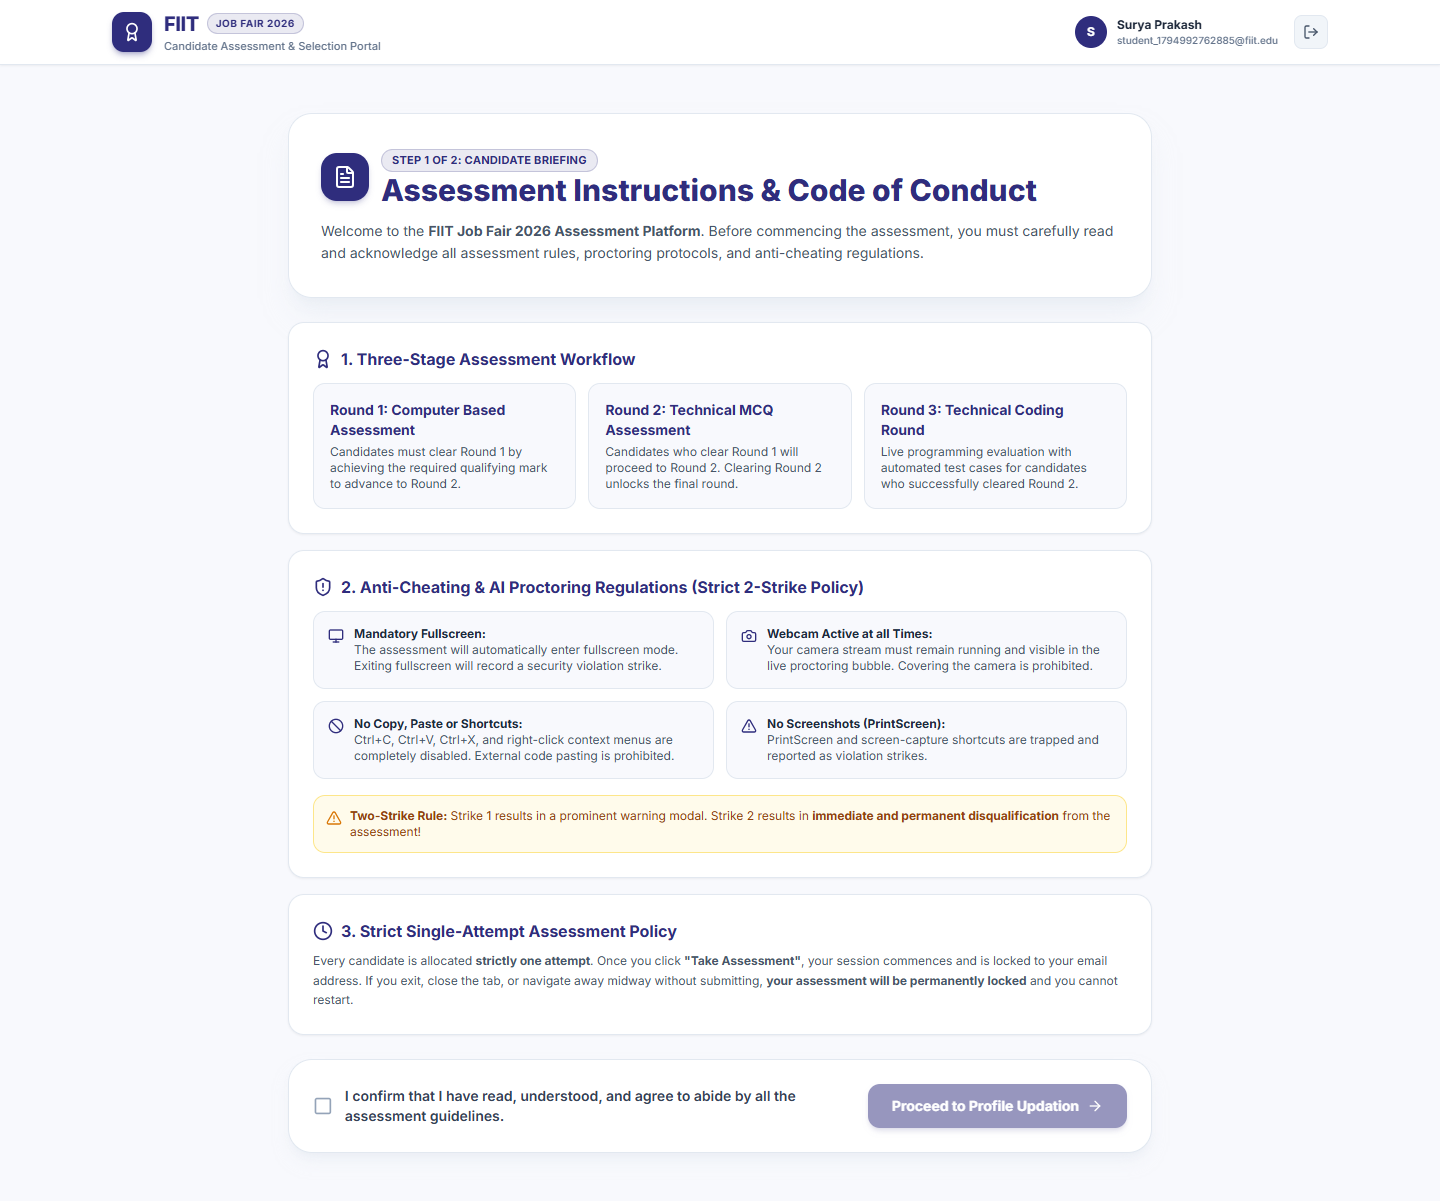 FIIT
JOB FAIR 2026
Candidate Assessment & Selection Portal
S
Surya Prakash
student_1794992762885@fiit.edu
STEP 1 OF 2: CANDIDATE BRIEFING
Assessment Instructions & Code of Conduct
Welcome to the FIIT Job Fair 2026 Assessment Platform. Before commencing the assessment, you must carefully read
and acknowledge all assessment rules, proctoring protocols, and anti-cheating regulations.
1. Three-Stage Assessment Workflow
Round 1: Computer Based
Assessment
Candidates must clear Round 1 by
achieving the required qualifying mark
to advance to Round 2.
Round 2: Technical MCQ
Assessment
Candidates who clear Round 1 will
proceed to Round 2. Clearing Round 2
unlocks the final round.
Round 3: Technical Coding
Round
Live programming evaluation with
automated test cases for candidates
who successfully cleared Round 2.
2. Anti-Cheating & AI Proctoring Regulations (Strict 2-Strike Policy)
Mandatory Fullscreen:
The assessment will automatically enter fullscreen mode.
Exiting fullscreen will record a security violation strike.
Webcam Active at all Times:
Your camera stream must remain running and visible in the
live proctoring bubble. Covering the camera is prohibited.
No Copy, Paste or Shortcuts:
Ctrl+C, Ctrl+V, Ctrl+X, and right-click context menus are
completely disabled. External code pasting is prohibited.
No Screenshots (PrintScreen):
PrintScreen and screen-capture shortcuts are trapped and
reported as violation strikes.
Two-Strike Rule: Strike 1 results in a prominent warning modal. Strike 2 results in immediate and permanent disqualification from the
assessment!
3. Strict Single-Attempt Assessment Policy
Every candidate is allocated strictly one attempt. Once you click "Take Assessment", your session commences and is locked to your email
address. If you exit, close the tab, or navigate away midway without submitting, your assessment will be permanently locked and you cannot
restart.
I confirm that I have read, understood, and agree to abide by all the
assessment guidelines.
Proceed to Profile Updation